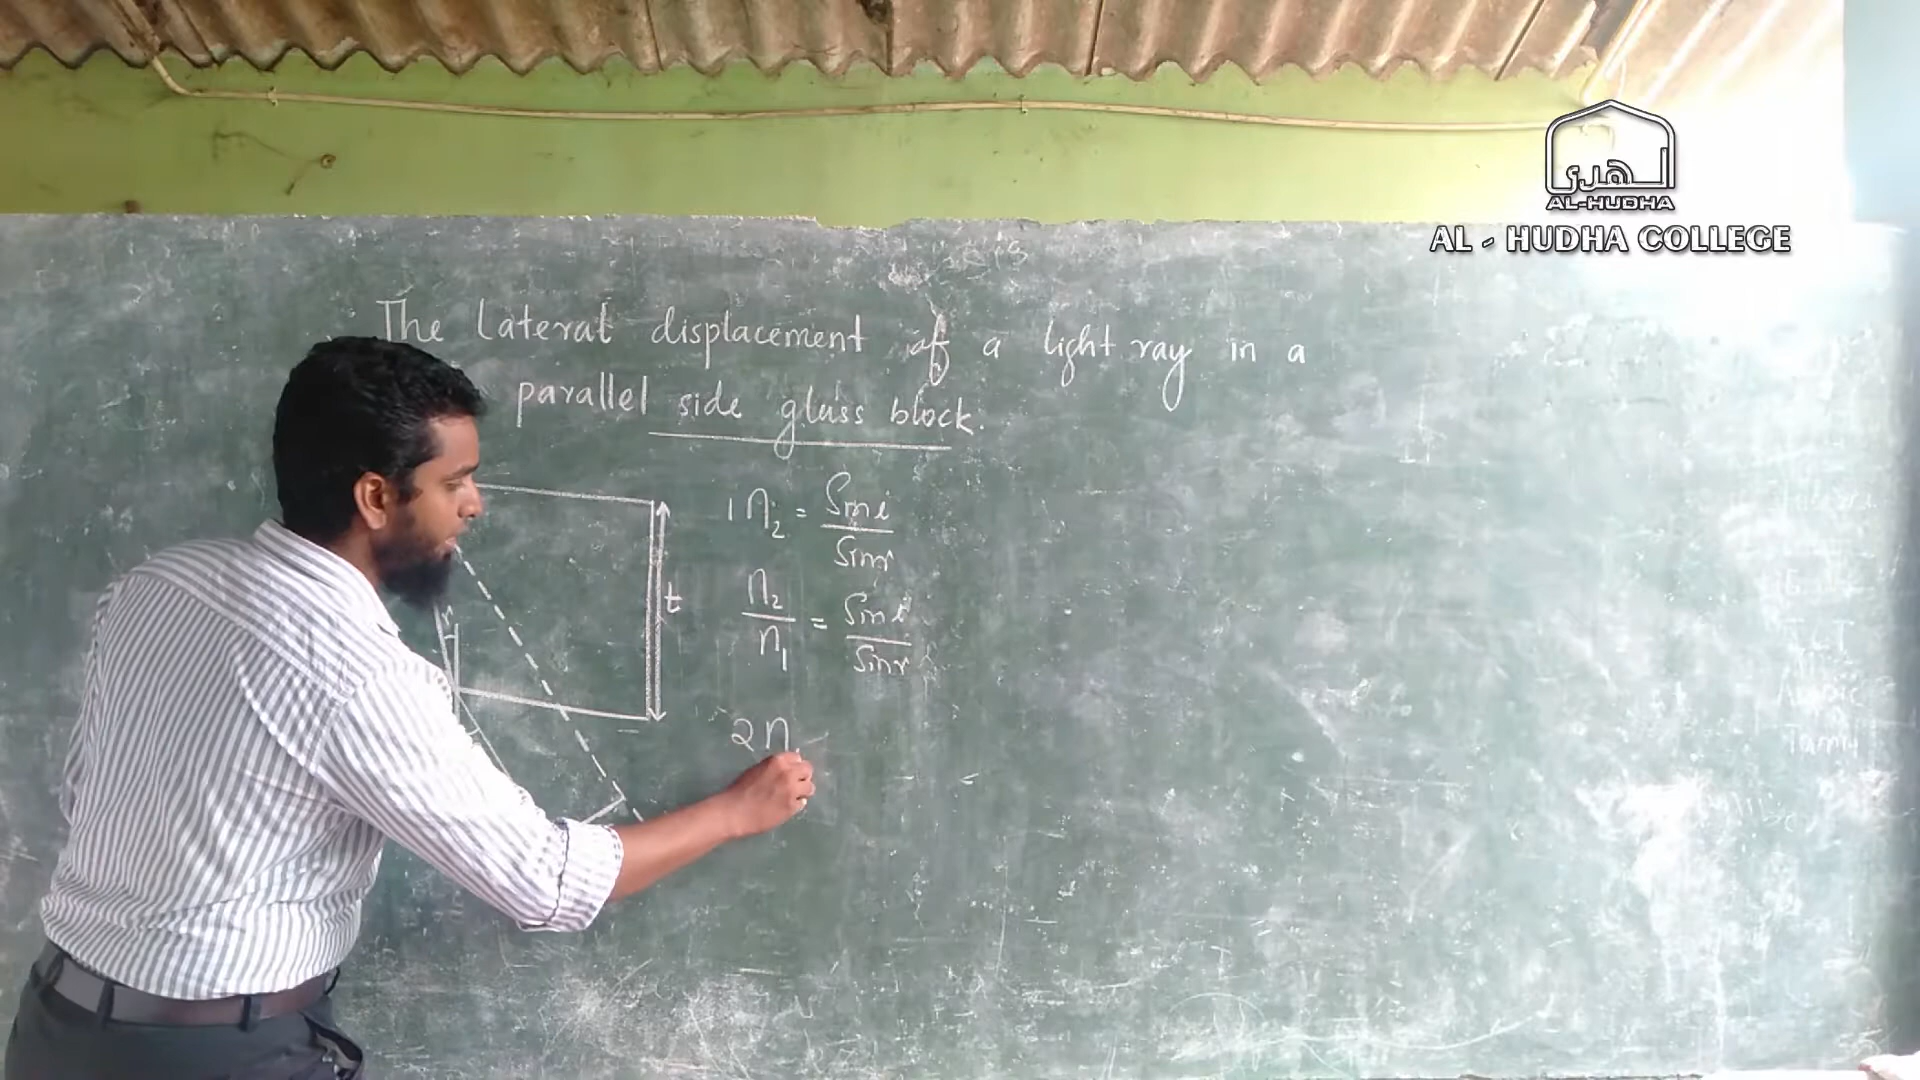 الهدى
AL-HUDHA
AL - HUDHA COLLEGE
The Lateral displacement of a light ray in a
parallel side glass block.
1n₂ = Sin i / Sin r
n₂ / n₁ = Sin i / Sin r
t
2n